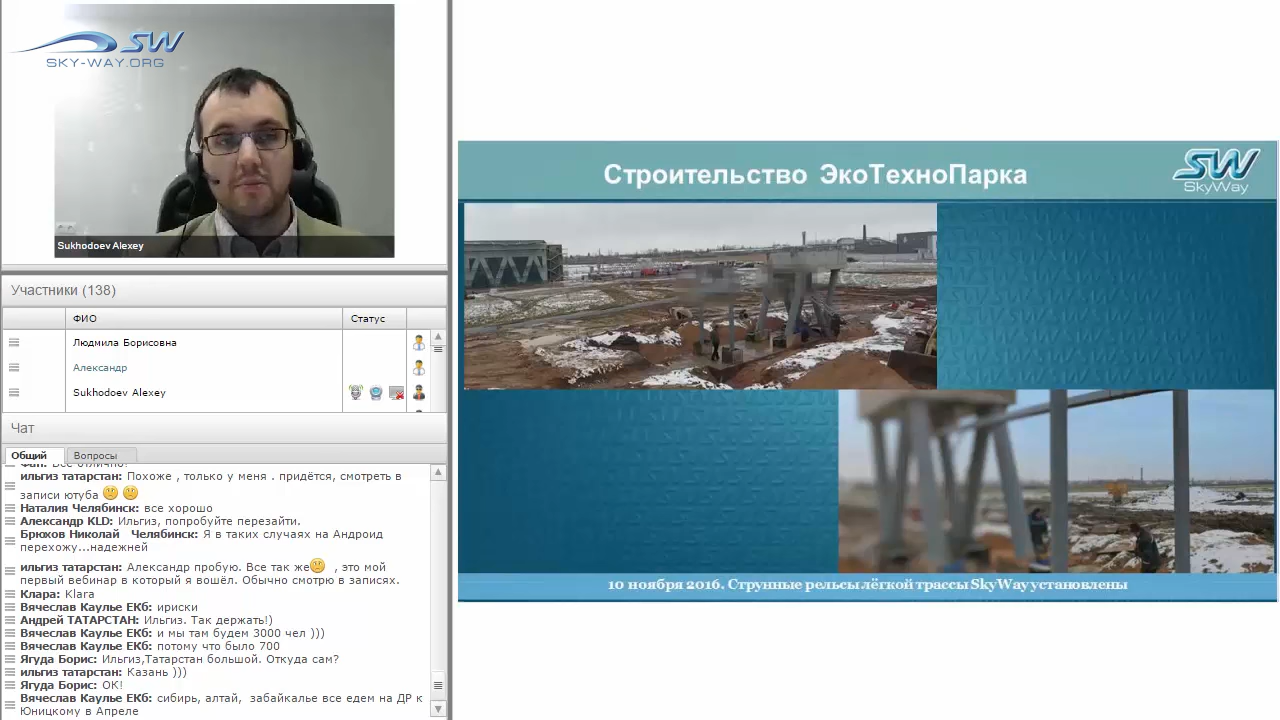 SW
SKY-WAY.ORG
Sukhodoev Alexey
Участники (138)
ФИО
Статус
Людмила Борисовна
Александр
Sukhodoev Alexey
Чат
Общий
Вопросы
ильгиз татарстан: Похоже , только у меня . придётся, смотреть в
записи ютуба
Наталия Челябинск: все хорошо
Александр KLD: Ильгиз, попробуйте перезайти.
Брюхов Николай Челябинск: Я в таких случаях на Андроид
перехожу...надежней
ильгиз татарстан: Александр пробую. Все так же , это мой
первый вебинар в который я вошёл. Обычно смотрю в записях.
Клара: Klara
Вячеслав Каулье ЕКб: ириски
Андрей ТАТАРСТАН: Ильгиз. Так держать!)
Вячеслав Каулье ЕКб: и мы там будем 3000 чел )))
Вячеслав Каулье ЕКб: потому что было 700
Ягуда Борис: Ильгиз,Татарстан большой. Откуда сам?
ильгиз татарстан: Казань )))
Ягуда Борис: ОК!
Вячеслав Каулье ЕКб: сибирь, алтай, забайкалье все едем на ДР к
Юницкому в Апреле
Строительство ЭкоТехноПарка
SW
SkyWay
10 ноября 2016. Струнные рельсы лёгкой трассы SkyWay установлены